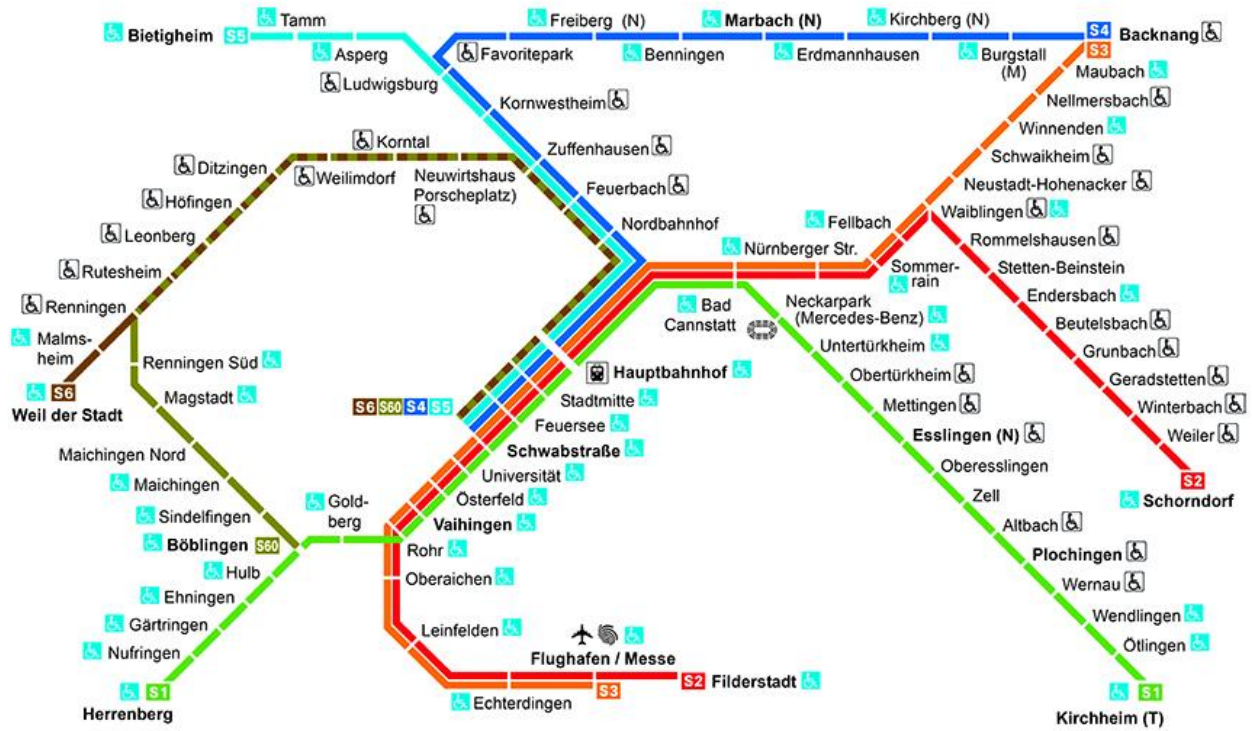 Bietigheim S5
Tamm
Asperg
Ludwigsburg
Favoritepark
Freiberg (N)
Benningen
Marbach (N)
Erdmannhausen
Kirchberg (N)
Burgstall
(M)
S4
S3
Backnang
Maubach
Nellmersbach
Winnenden
Schwaikheim
Neustadt-Hohenacker
Waiblingen
Kornwestheim
Zuffenhausen
Feuerbach
Nordbahnhof
Korntal
Weilimdorf
Neuwirtshaus
Porscheplatz)
Ditzingen
Höfingen
Leonberg
Rutesheim
Renningen
Malms-
heim
S6
Weil der Stadt
Renningen Süd
Magstadt
Maichingen Nord
Maichingen
Sindelfingen
Böblingen S60
Fellbach
Nürnberger Str.
Sommer-
rain
Rommelshausen
Stetten-Beinstein
Endersbach
Beutelsbach
Grunbach
Geradstetten
Winterbach
Weiler
S2
Schorndorf
Bad
Cannstatt
Neckarpark
(Mercedes-Benz)
Untertürkheim
Obertürkheim
Mettingen
Esslingen (N)
Oberesslingen
Zell
Altbach
Plochingen
Wernau
Wendlingen
Ötlingen
S1
Kirchheim (T)
S6 S60 S4 S5
Hauptbahnhof
Stadtmitte
Feuersee
Schwabstraße
Universität
Österfeld
Vaihingen
Gold-
berg
Rohr
Oberaichen
Leinfelden
Echterdingen
Flughafen / Messe
S3
S2 Filderstadt
Hulb
Ehningen
Gärtringen
Nufringen
S1
Herrenberg